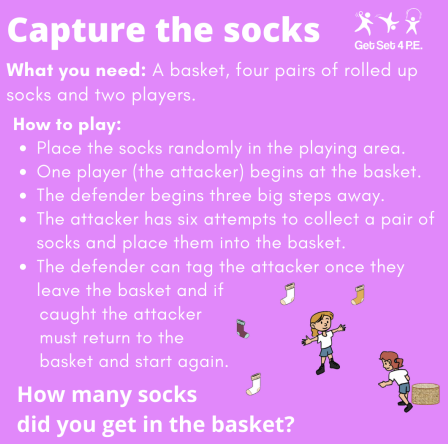 Capture the socks
Get Set 4 P.E.
What you need: A basket, four pairs of rolled up
socks and two players.
How to play:
• Place the socks randomly in the playing area.
• One player (the attacker) begins at the basket.
• The defender begins three big steps away.
• The attacker has six attempts to collect a pair of
socks and place them into the basket.
• The defender can tag the attacker once they
leave the basket and if
caught the attacker
must return to the
basket and start again.
How many socks
did you get in the basket?